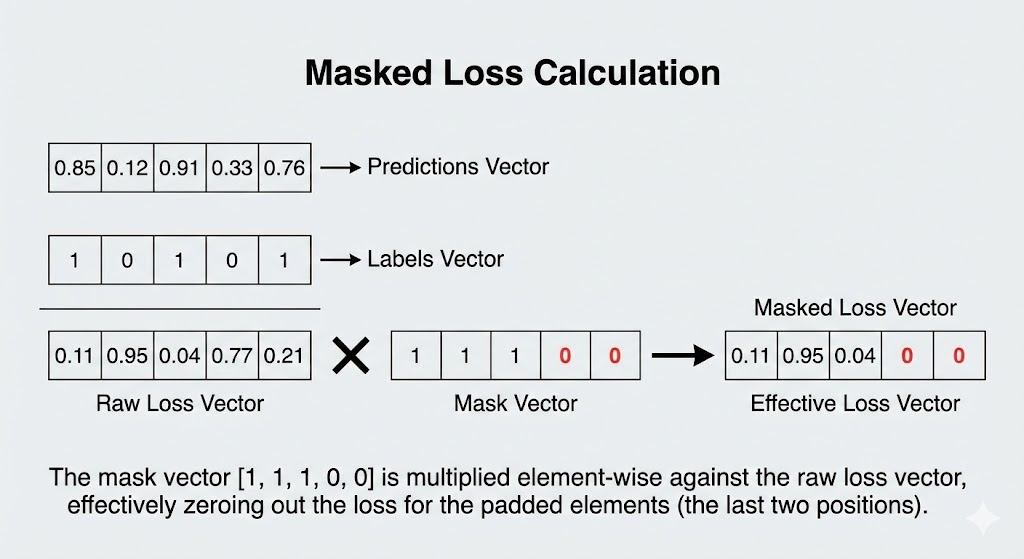 Masked Loss Calculation
0.85 0.12 0.91 0.33 0.76 Predictions Vector
1 0 1 0 1 Labels Vector
Masked Loss Vector
0.11 0.95 0.04 0.77 0.21 × 1 1 1 0 0 0.11 0.95 0.04 0 0
Raw Loss Vector Mask Vector Effective Loss Vector
The mask vector [1, 1, 1, 0, 0] is multiplied element-wise against the raw loss vector,
effectively zeroing out the loss for the padded elements (the last two positions).